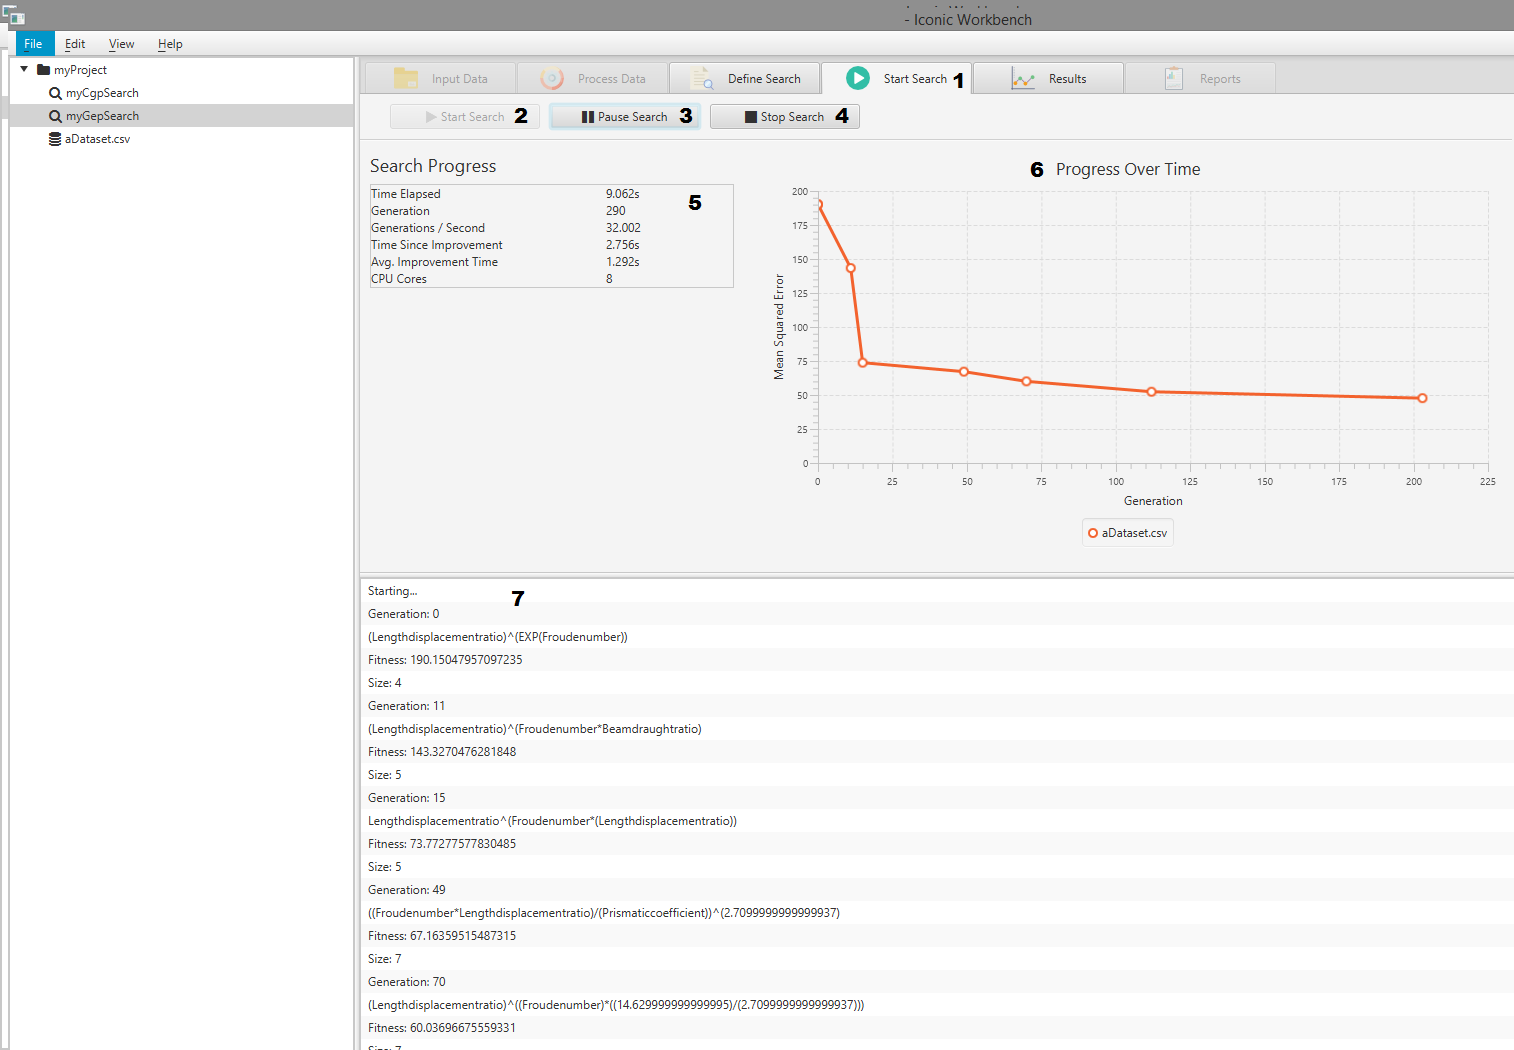 - Iconic Workbench
File Edit View Help
myProject
myCgpSearch
myGepSearch
aDataset.csv
Input Data Process Data Define Search Start Search 1 Results Reports
Start Search 2 Pause Search 3 Stop Search 4
Search Progress
Time Elapsed 9.062s 5
Generation 290
Generations / Second 32.002
Time Since Improvement 2.756s
Avg. Improvement Time 1.292s
CPU Cores 8
6 Progress Over Time
Mean Squared Error
200
175
150
125
100
75
50
25
0
0 25 50 75 100 125 150 175 200 225
Generation
aDataset.csv
Starting... 7
Generation: 0
(Lengthdisplacementratio)^(EXP(Froudenumber))
Fitness: 190.15047957097235
Size: 4
Generation: 11
(Lengthdisplacementratio)^(Froudenumber*Beamdraughtratio)
Fitness: 143.3270476281848
Size: 5
Generation: 15
Lengthdisplacementratio^(Froudenumber*(Lengthdisplacementratio))
Fitness: 73.77277577830485
Size: 5
Generation: 49
((Froudenumber*Lengthdisplacementratio)/(Prismaticcoefficient))^(2.7099999999999937)
Fitness: 67.16359515487315
Size: 7
Generation: 70
(Lengthdisplacementratio)^((Froudenumber)*((14.629999999999995)/(2.7099999999999937)))
Fitness: 60.03696675559331
Size: 7